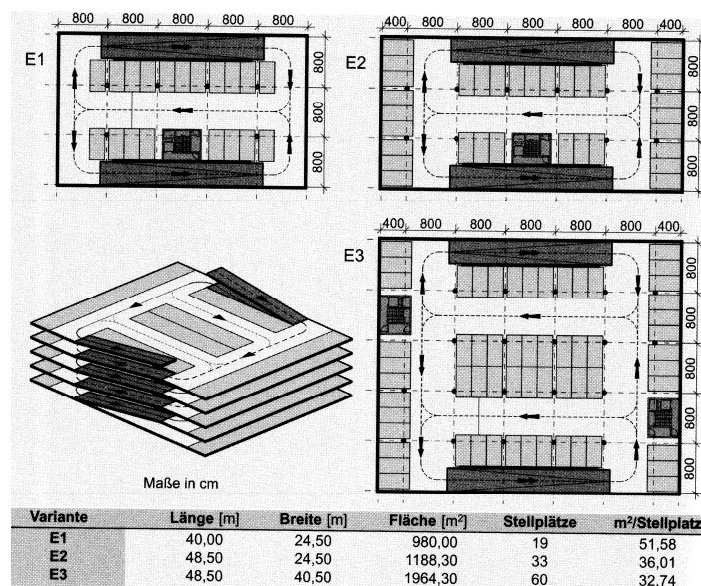 800 800 800 800 800
E1
800
800
800
400 800 800 800 800 800 400
E2
800
800
800
400 800 800 800 800 800 400
E3
800
800
800
800
800
Maße in cm
Variante Länge [m] Breite [m] Fläche [m²] Stellplätze m²/Stellplatz
E1 40,00 24,50 980,00 19 51,58
E2 48,50 24,50 1188,30 33 36,01
E3 48,50 40,50 1964,30 60 32.74